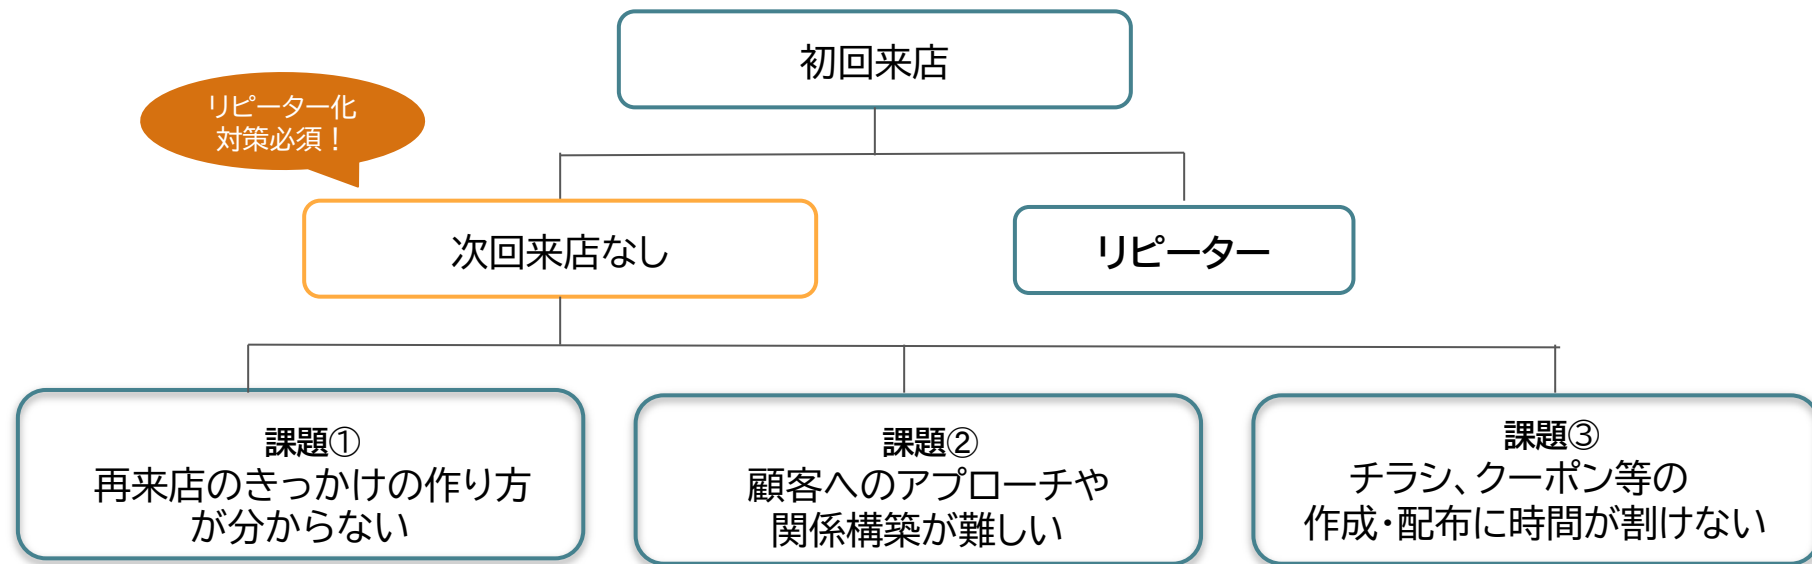 初回来店
リピーター化
対策必須！
次回来店なし
リピーター
課題①
再来店のきっかけの作り方
が分からない
課題②
顧客へのアプローチや
関係構築が難しい
課題③
チラシ、クーポン等の
作成・配布に時間が割けない